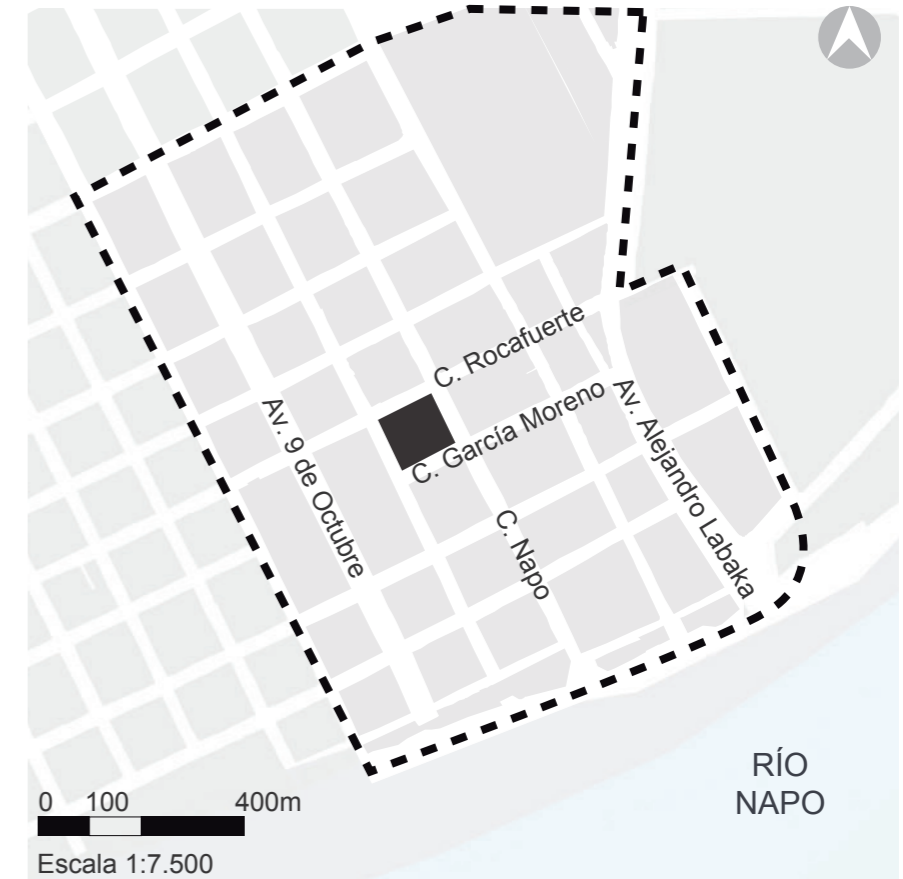 C. Rocafuerte
C. García Moreno
Av. Alejandro Labaka
Av. 9 de Octubre
C. Napo
RÍO
NAPO
0 100 400m
Escala 1:7.500